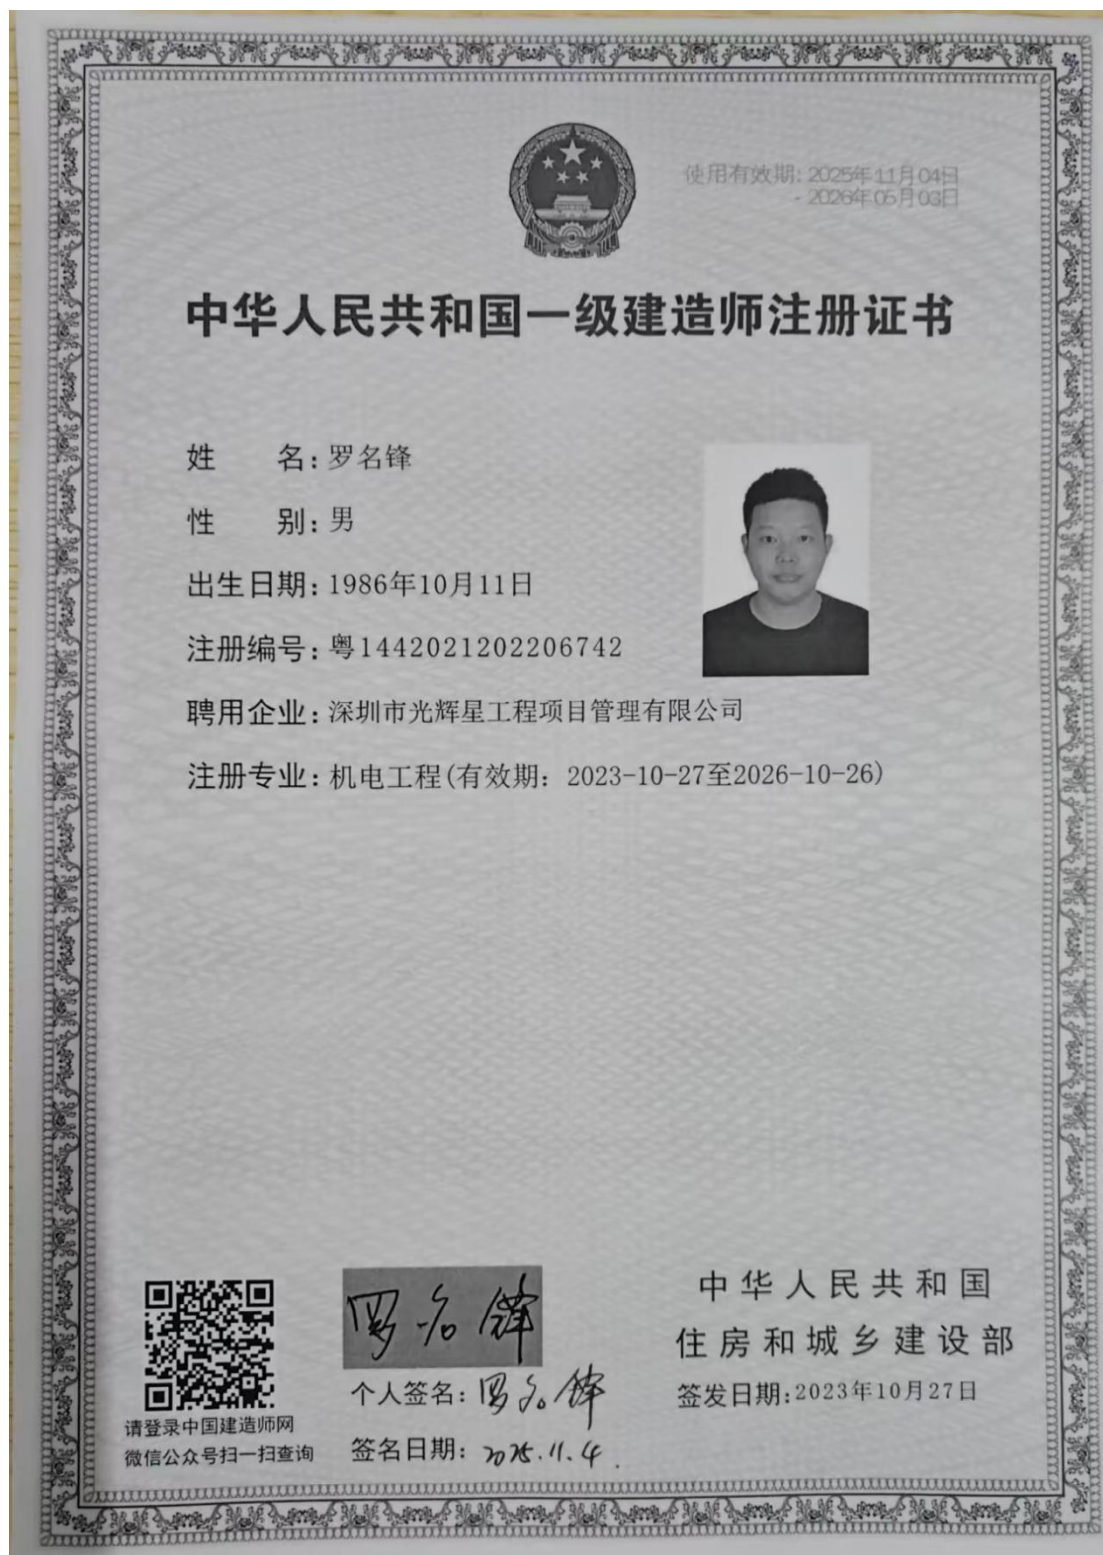 使用有效期: 2025年11月04日
- 2026年05月03日
中华人民共和国一级建造师注册证书
姓 名: 罗名锋
性 别: 男
出生日期: 1986年10月11日
注册编号: 粤1442021202206742
聘用企业: 深圳市光辉星工程项目管理有限公司
注册专业: 机电工程(有效期: 2023-10-27至2026-10-26)
罗名锋
个人签名: 罗名锋
签名日期: 2025.11.4.
请登录中国建造师网
微信公众号扫一扫查询
中华人民共和国
住房和城乡建设部
签发日期:2023年10月27日